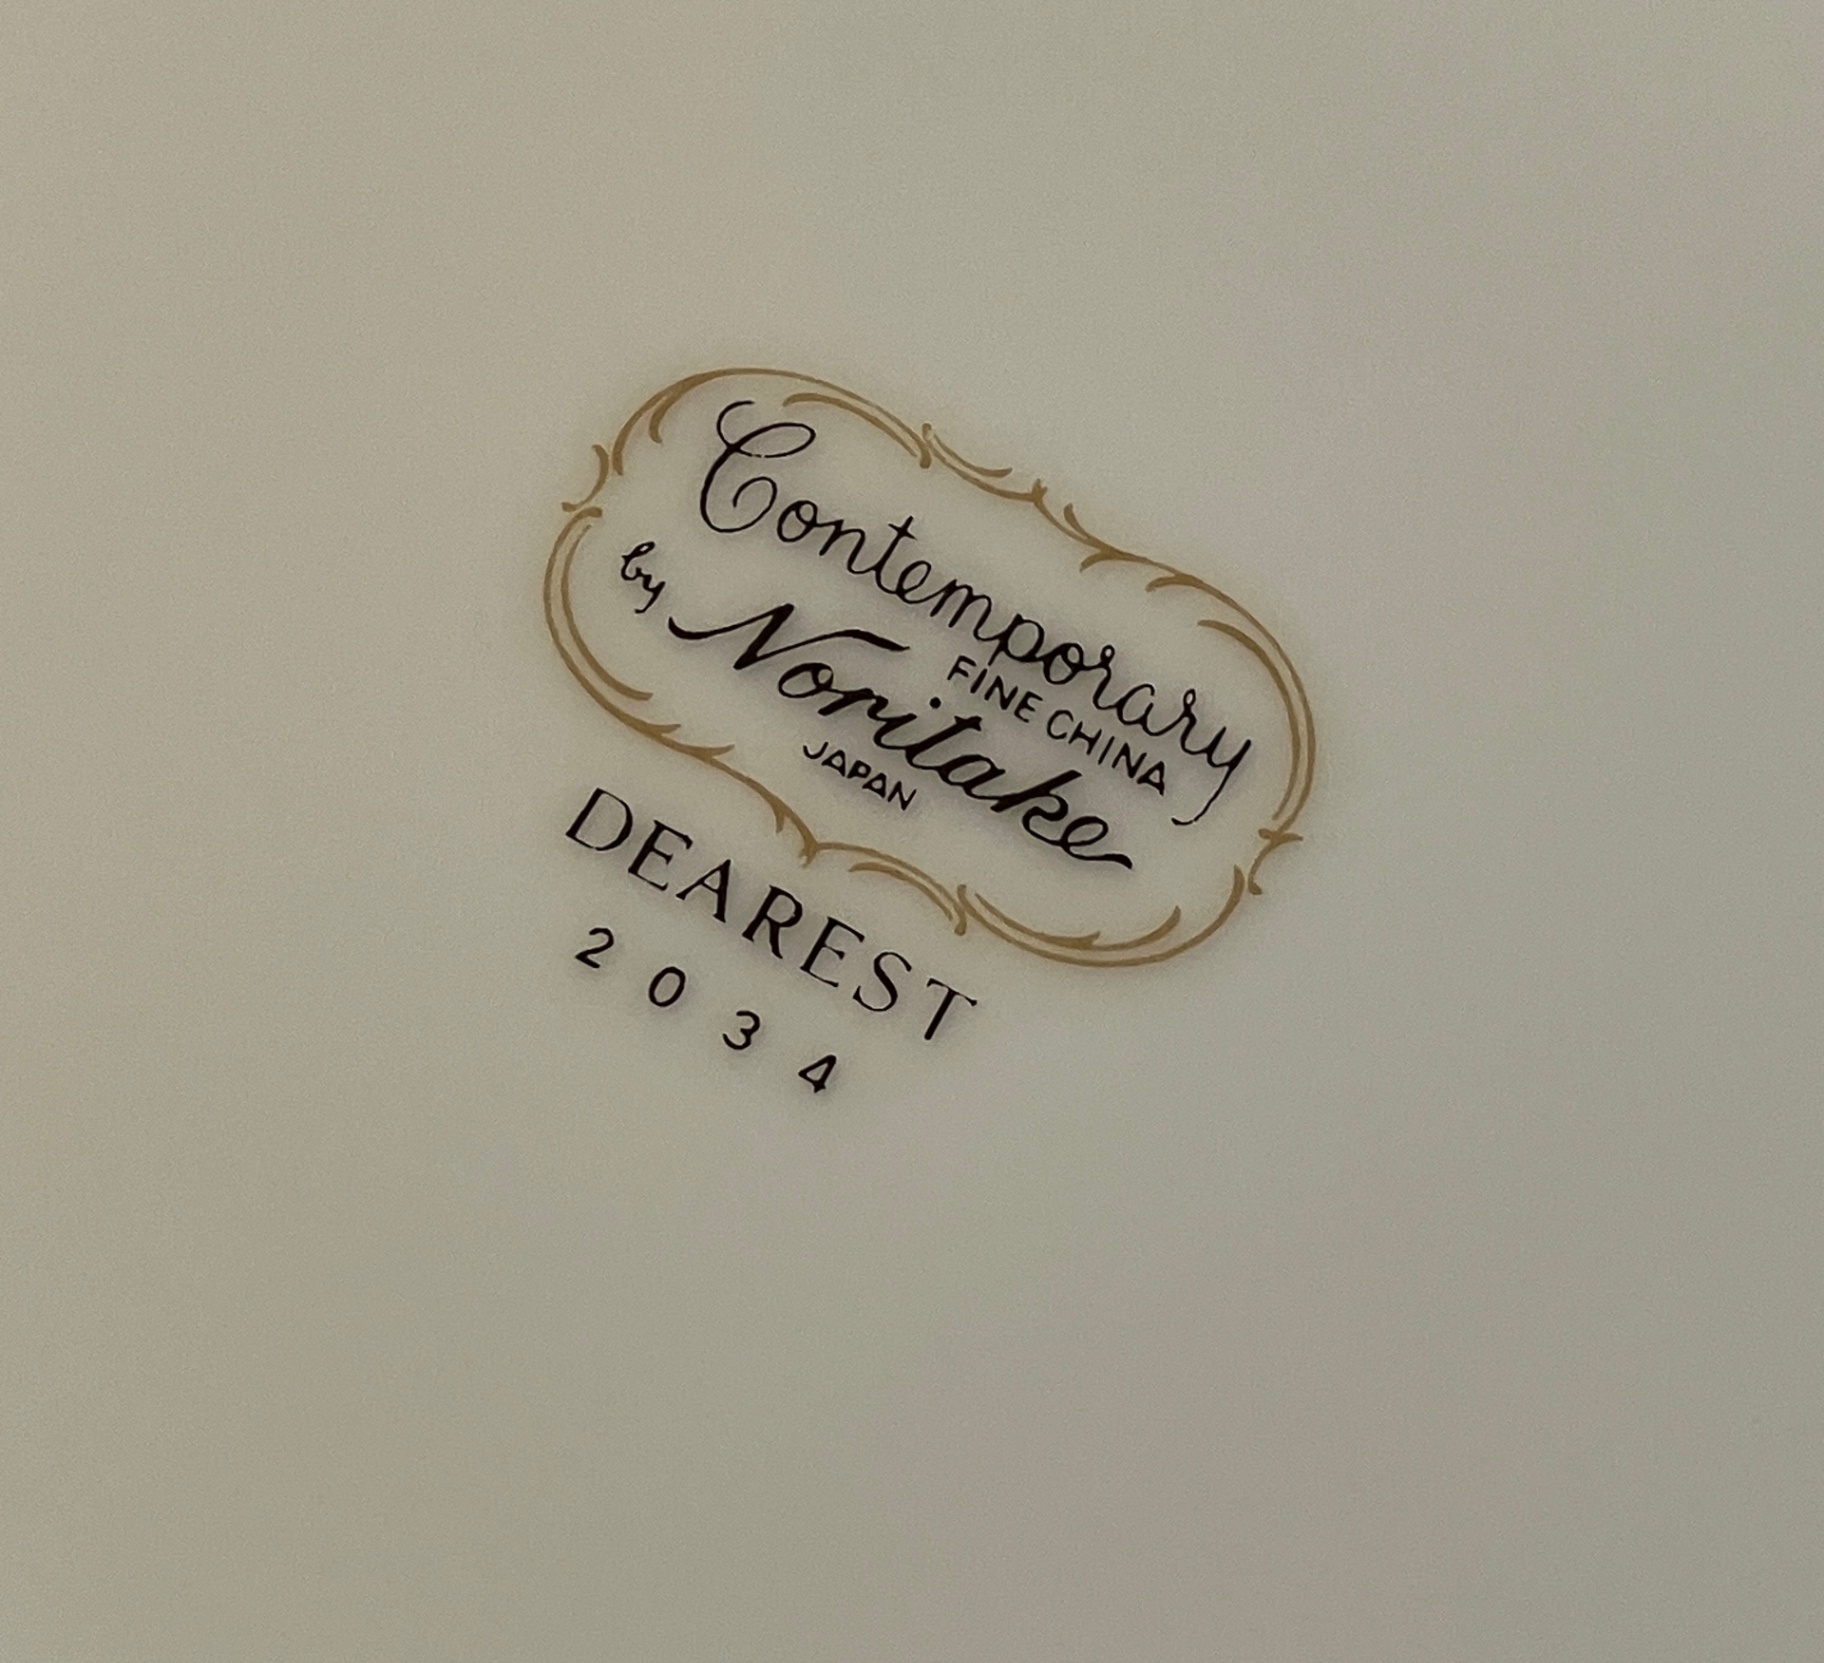 Contemporary
FINE CHINA
by Noritake
JAPAN
DEAREST
2034